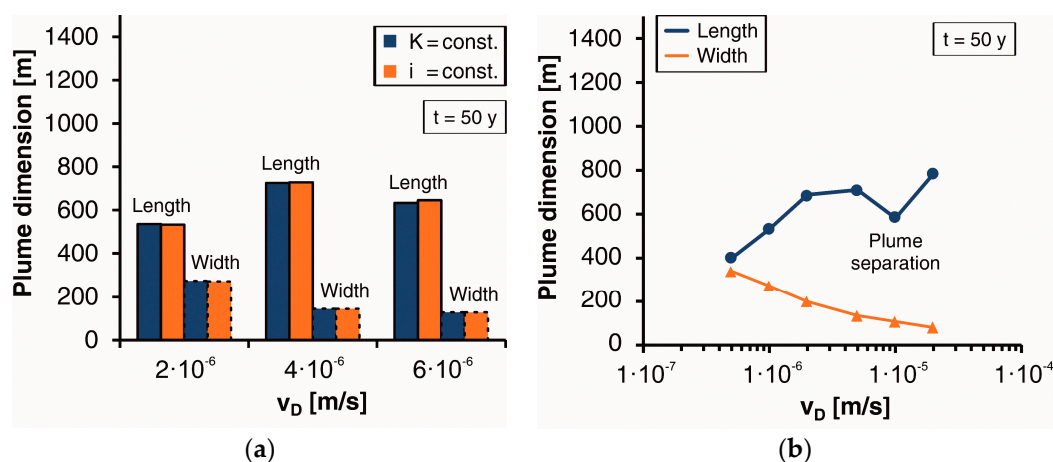 1400
1200
1000
800
600
400
200
0
Plume dimension [m]
K = const.
i = const.
t = 50 y
Length
Width
Length
Width
Length
Width
2·10-6
4·10-6
6·10-6
vD [m/s]
(a)
1400
1200
1000
800
600
400
200
0
Plume dimension [m]
Length
Width
t = 50 y
Plume
separation
1·10-7
1·10-6
1·10-5
1·10-4
vD [m/s]
(b)